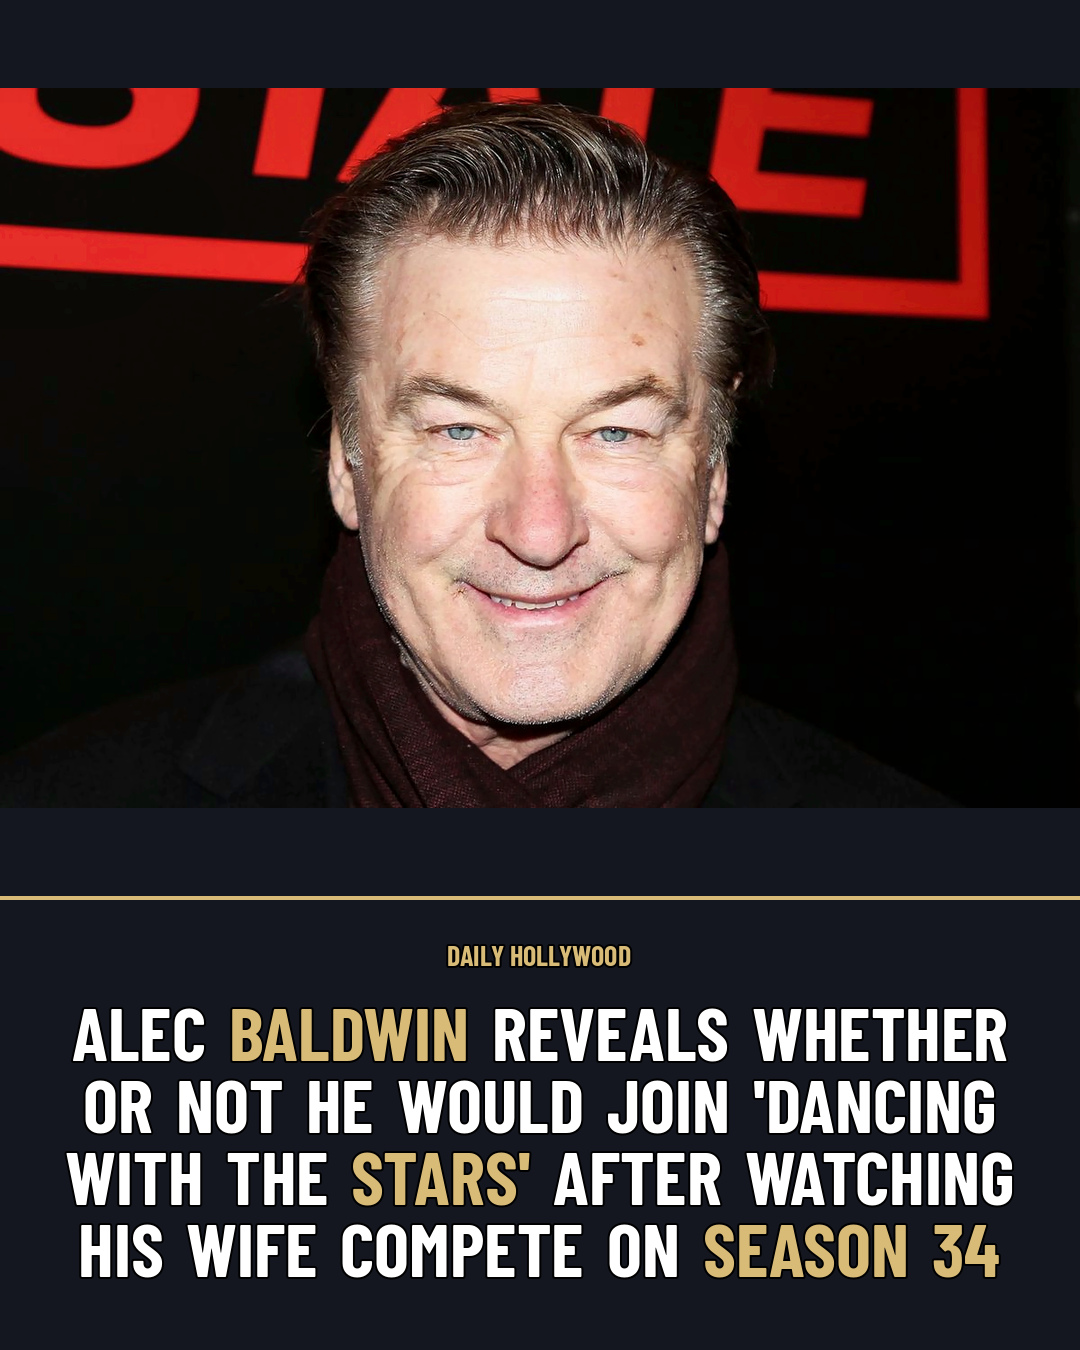 STATE
DAILY HOLLYWOOD
ALEC BALDWIN REVEALS WHETHER
OR NOT HE WOULD JOIN 'DANCING
WITH THE STARS' AFTER WATCHING
HIS WIFE COMPETE ON SEASON 34